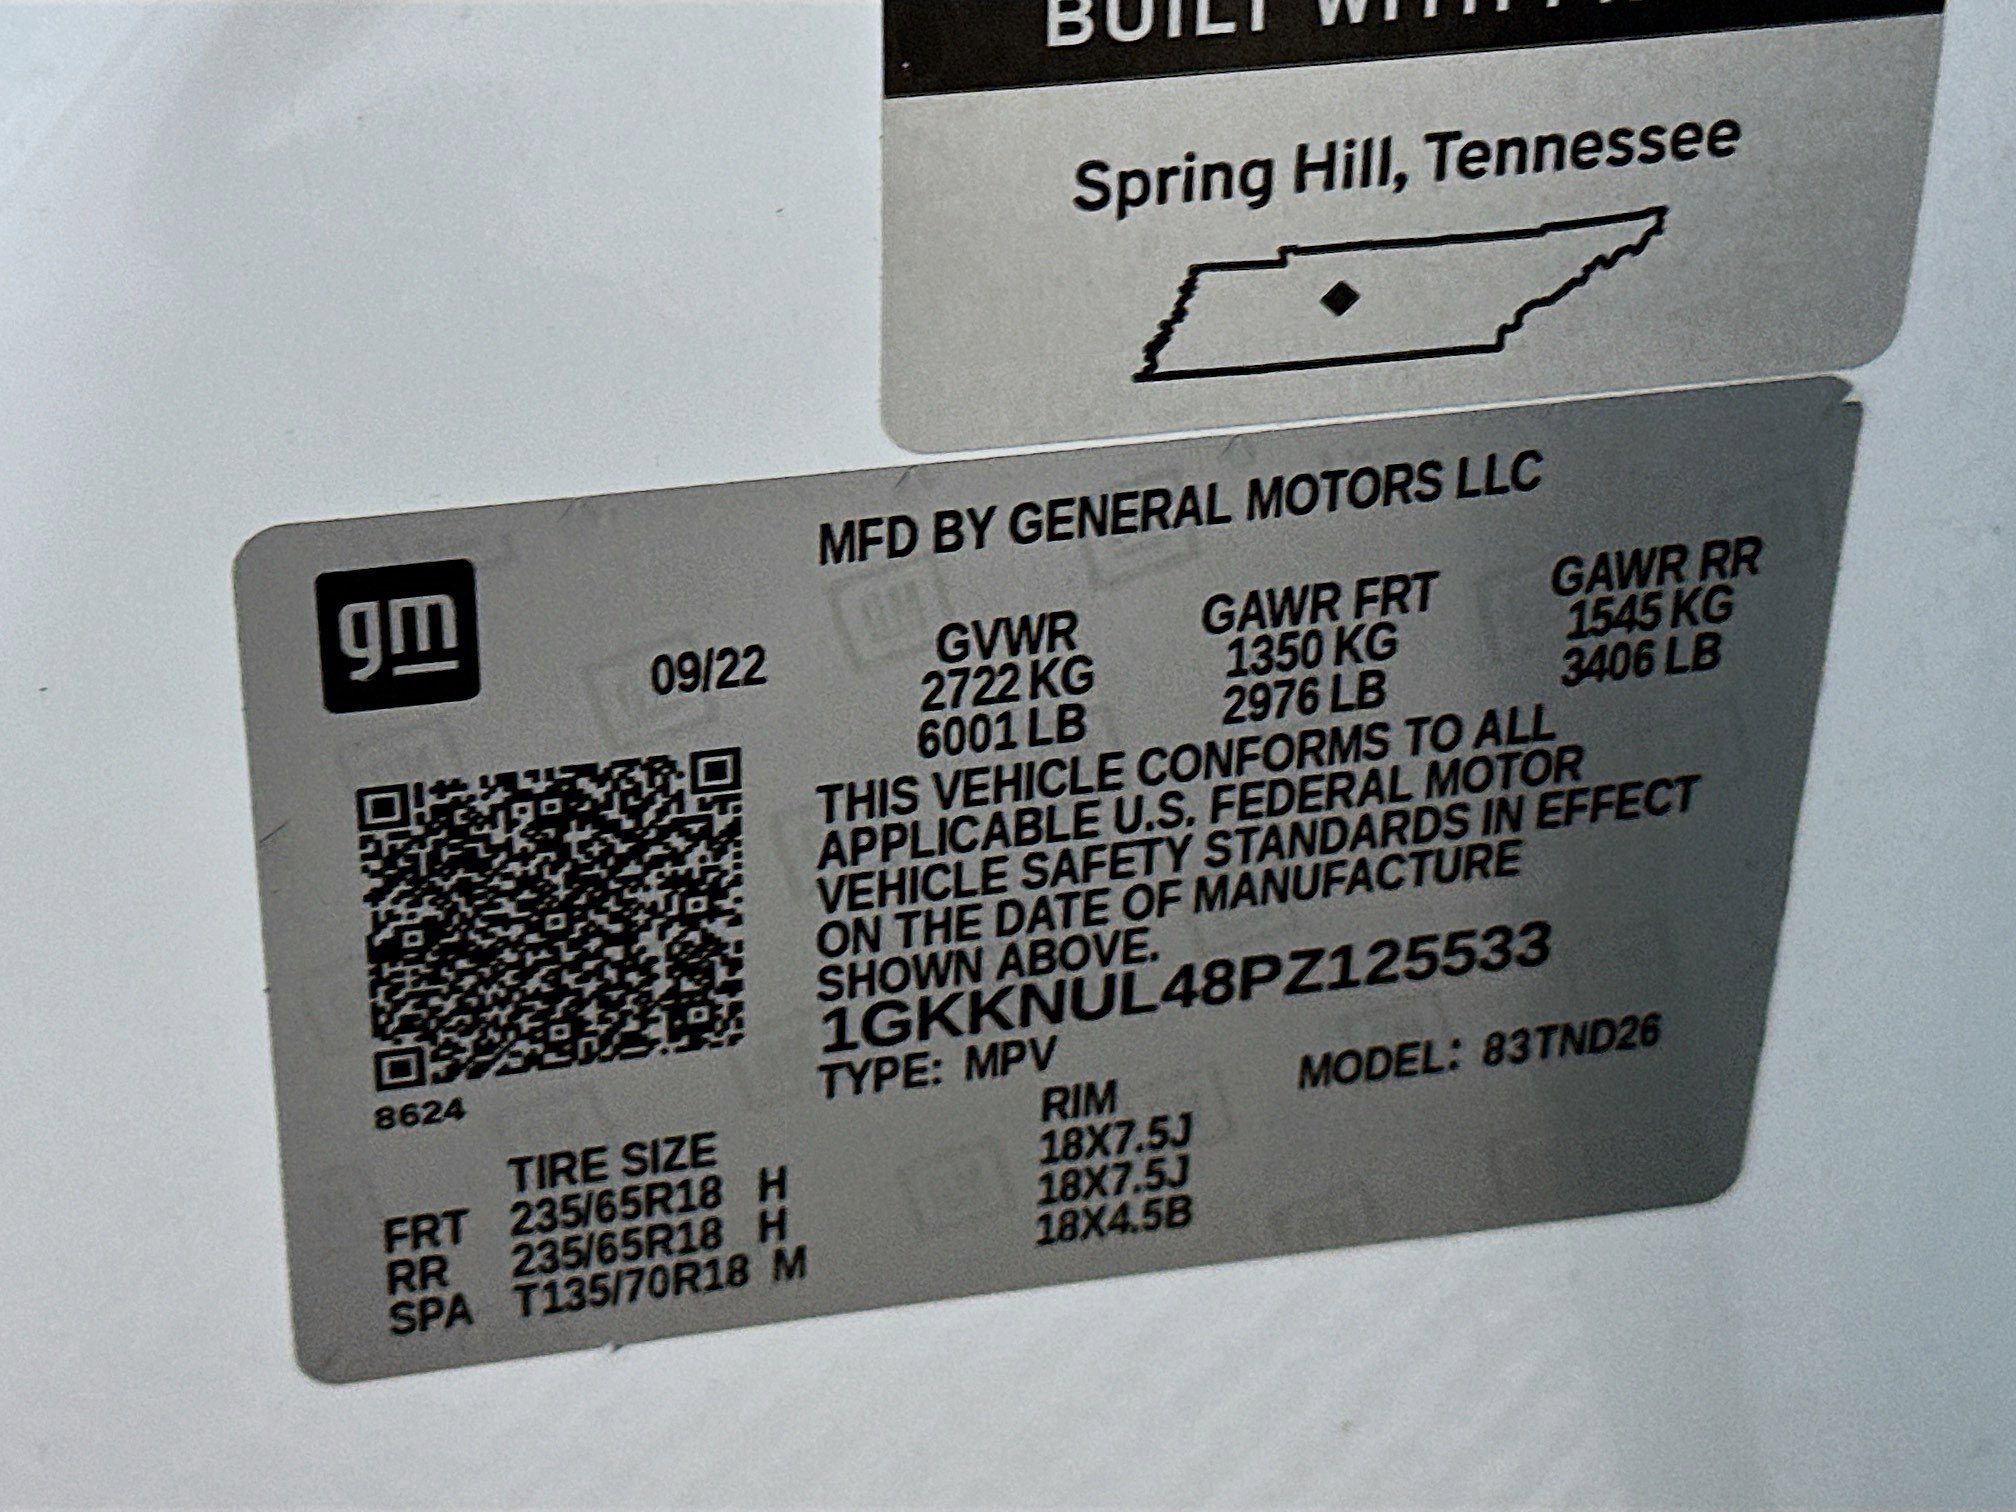 BUILT WITH
Spring Hill, Tennessee
MFD BY GENERAL MOTORS LLC
gm
09/22
GVWR GAWR FRT GAWR RR
2722 KG 1350 KG 1545 KG
6001 LB 2976 LB 3406 LB
THIS VEHICLE CONFORMS TO ALL
APPLICABLE U.S. FEDERAL MOTOR
VEHICLE SAFETY STANDARDS IN EFFECT
ON THE DATE OF MANUFACTURE
SHOWN ABOVE.
1GKKNUL48PZ125533
TYPE: MPV MODEL: 83TND26
8624
TIRE SIZE RIM
FRT 235/65R18 H 18X7.5J
RR 235/65R18 H 18X7.5J
SPA T135/70R18 M 18X4.5B